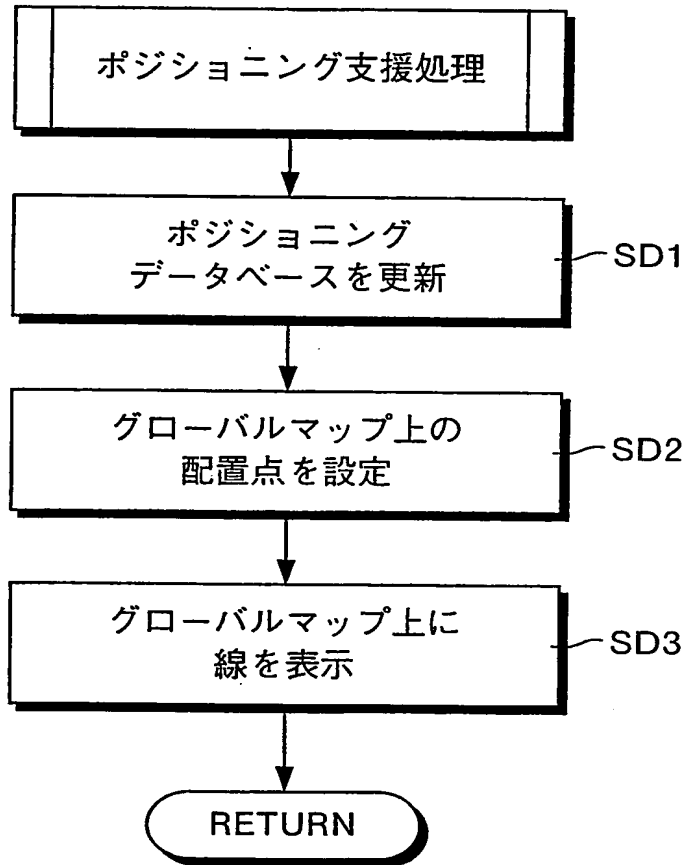 ポジショニング支援処理
ポジショニング
データベースを更新
SD1
グローバルマップ上の
配置点を設定
SD2
グローバルマップ上に
線を表示
SD3
RETURN